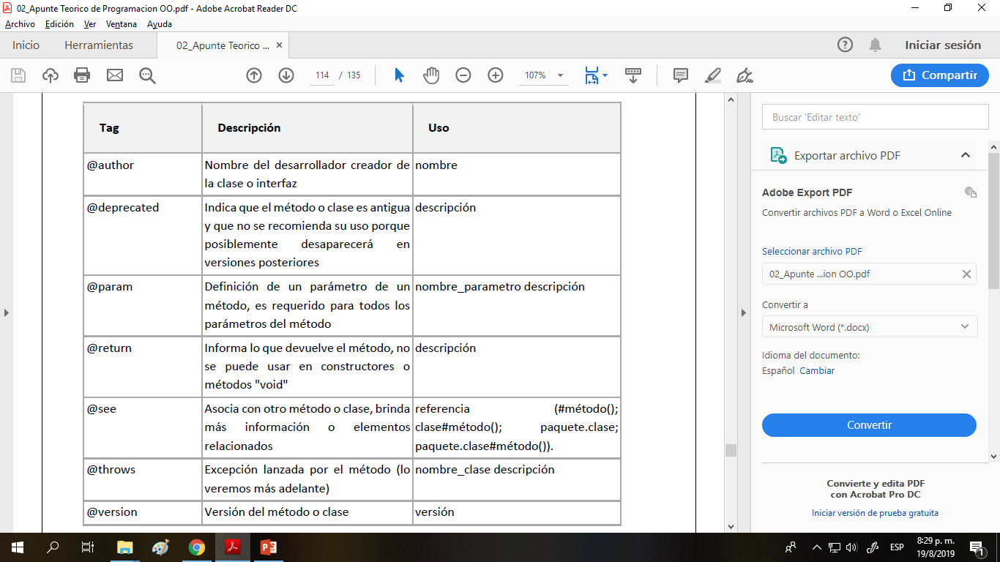 02_Apunte Teorico de Programacion OO.pdf - Adobe Acrobat Reader DC
Archivo Edición Ver Ventana Ayuda
Inicio Herramientas 02_Apunte Teorico ... × Iniciar sesión
114 / 135 107% Compartir
Tag Descripción Uso
@author Nombre del desarrollador creador de nombre
la clase o interfaz
@deprecated Indica que el método o clase es antigua descripción
y que no se recomienda su uso porque
posiblemente desaparecerá en
versiones posteriores
@param Definición de un parámetro de un nombre_parametro descripción
método, es requerido para todos los
parámetros del método
@return Informa lo que devuelve el método, no descripción
se puede usar en constructores o
métodos "void"
@see Asocia con otro método o clase, brinda referencia (#método();
más información o elementos clase#método(); paquete.clase;
relacionados paquete.clase#método()).
@throws Excepción lanzada por el método (lo nombre_clase descripción
veremos más adelante)
@version Versión del método o clase versión
Buscar 'Editar texto'
Exportar archivo PDF
Adobe Export PDF
Convertir archivos PDF a Word o Excel Online
Seleccionar archivo PDF
02_Apunte ...ion OO.pdf
Convertir a
Microsoft Word (*.docx)
Idioma del documento:
Español Cambiar
Convertir
Convierte y edita PDF
con Acrobat Pro DC
Iniciar versión de prueba gratuita
ESP
8:29 p. m.
19/8/2019
1